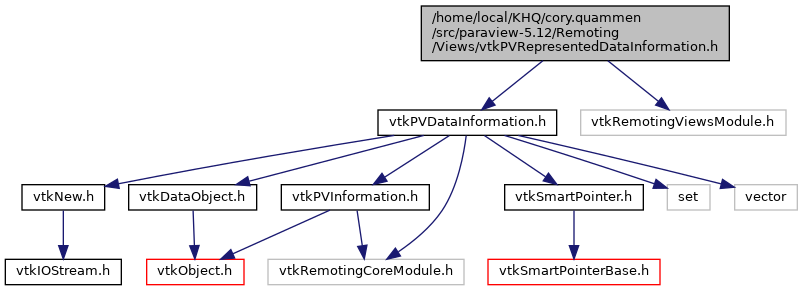 /home/local/KHQ/cory.quammen
/src/paraview-5.12/Remoting
/Views/vtkPVRepresentedDataInformation.h
vtkPVDataInformation.h
vtkRemotingViewsModule.h
vtkNew.h
vtkDataObject.h
vtkPVInformation.h
vtkSmartPointer.h
set
vector
vtkIOStream.h
vtkObject.h
vtkRemotingCoreModule.h
vtkSmartPointerBase.h